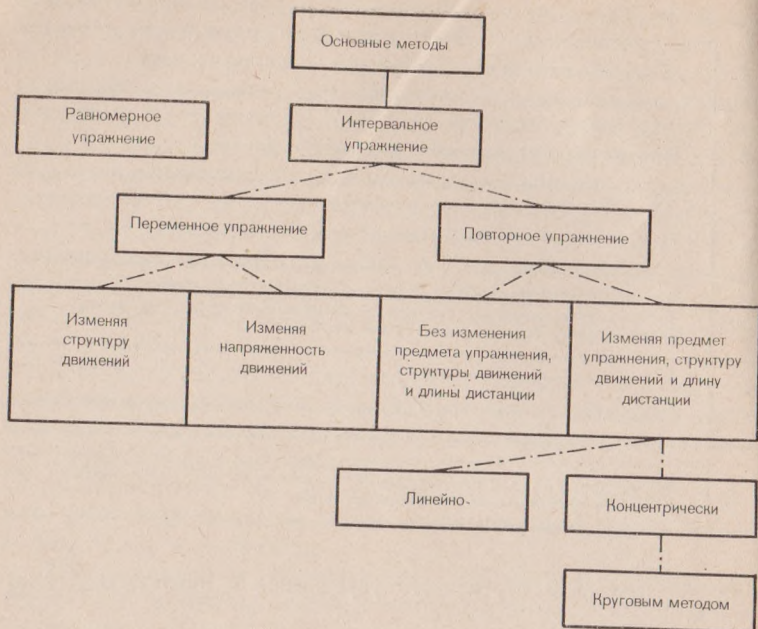 Основные методы
Равномерное
упражнение
Интервальное
упражнение
Переменное упражнение
Повторное упражнение
Изменяя
структуру
движений
Изменяя
напряженность
движений
Без изменения
предмета упражнения,
структуры движений
и длины дистанции
Изменяя предмет
упражнения, структуру
движений и длину
дистанции
Линейно-
Концентрически
Круговым методом